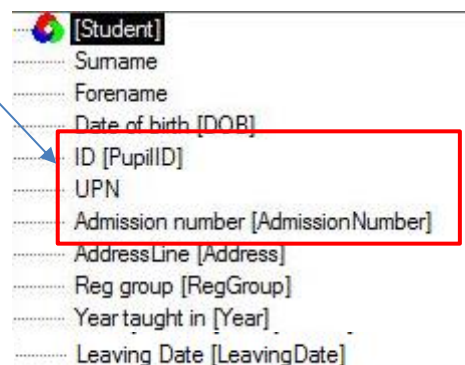 [Student]
Surname
Forename
Date of birth [DOB]
ID [PupilID]
UPN
Admission number [AdmissionNumber]
AddressLine [Address]
Reg group [RegGroup]
Year taught in [Year]
Leaving Date [LeavingDate]